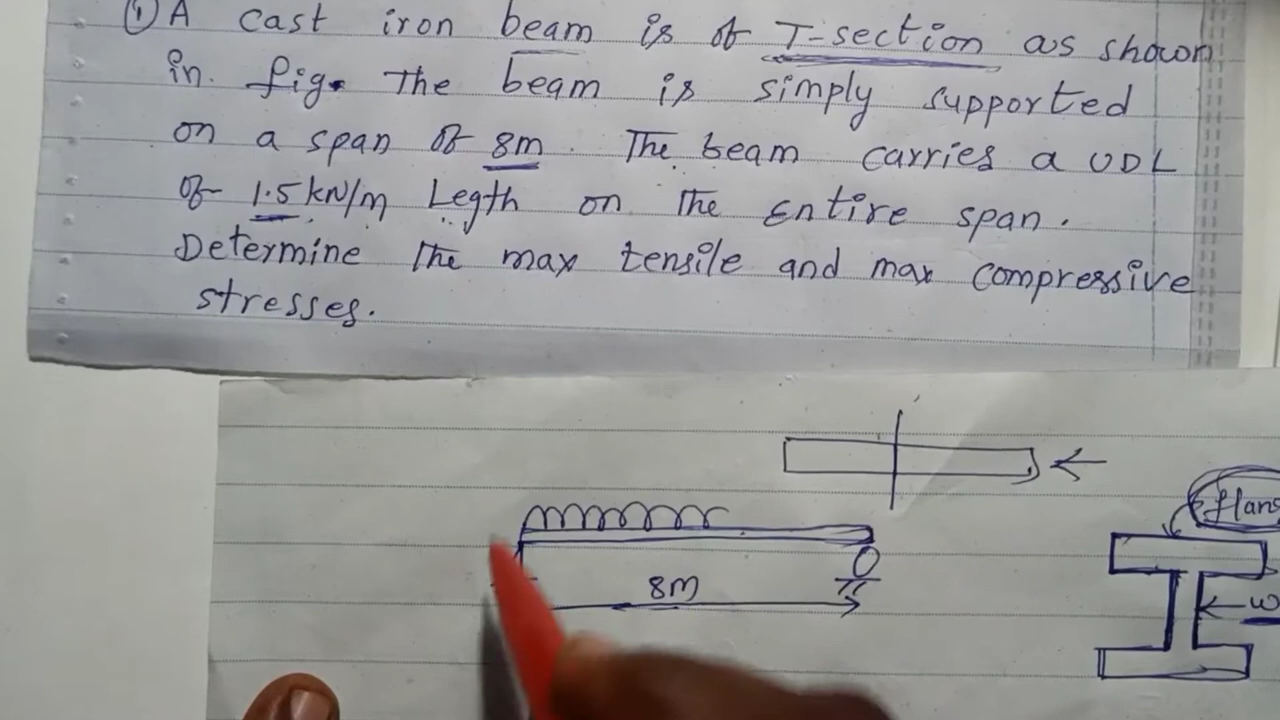 ① A cast iron beam is of T-section as shown
in. fig. The beam is simply supported
on a span of 8m. The beam carries a UDL
of 1.5 kN/m Legth on The Entire span.
Determine The max tensile and max compressive
stresses.
8m